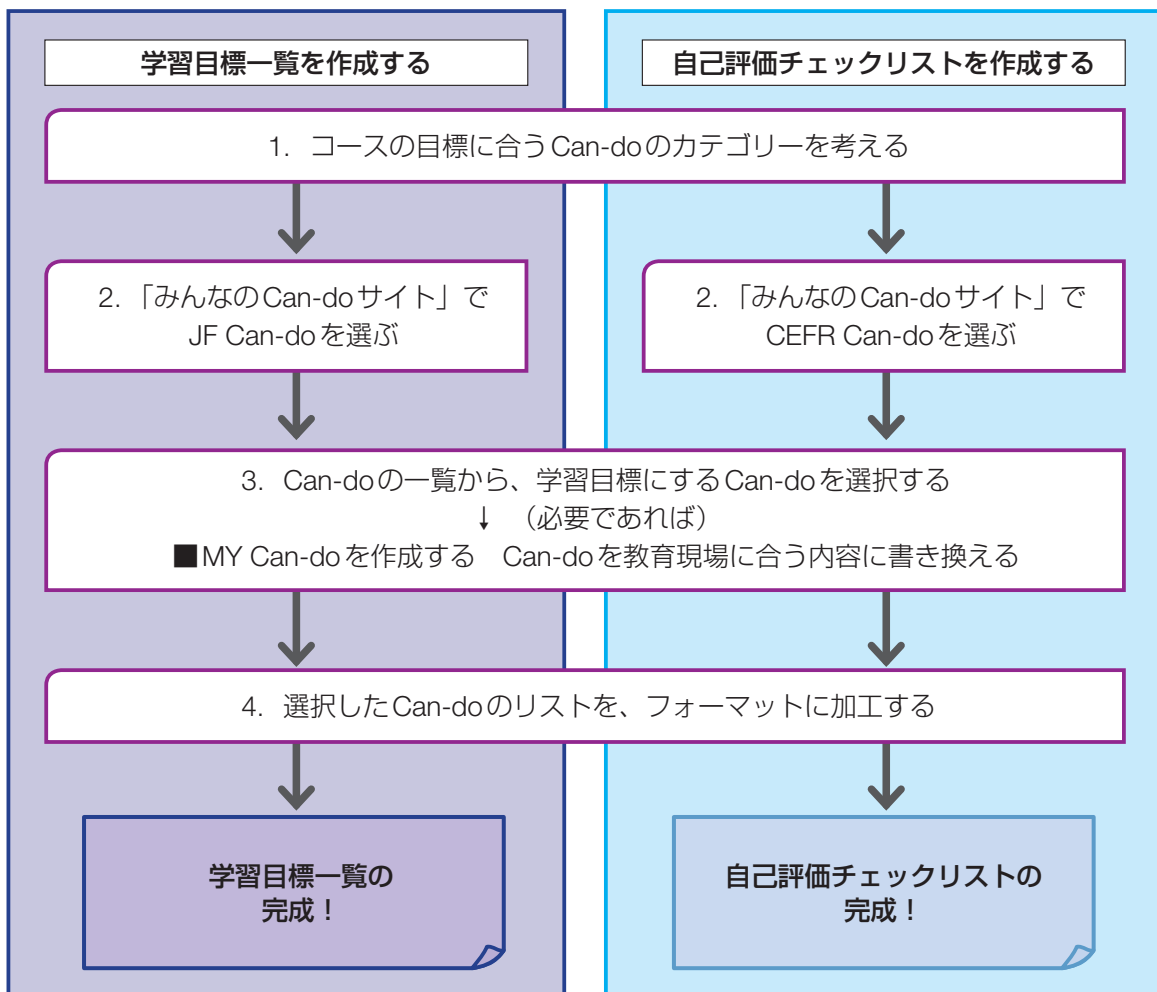 学習目標一覧を作成する
自己評価チェックリストを作成する
1. コースの目標に合うCan-doのカテゴリーを考える
2. 「みんなのCan-doサイト」で
JF Can-doを選ぶ
2. 「みんなのCan-doサイト」で
CEFR Can-doを選ぶ
3. Can-doの一覧から、学習目標にするCan-doを選択する
↓ （必要であれば）
■MY Can-doを作成する　Can-doを教育現場に合う内容に書き換える
4. 選択したCan-doのリストを、フォーマットに加工する
学習目標一覧の
完成！
自己評価チェックリストの
完成！